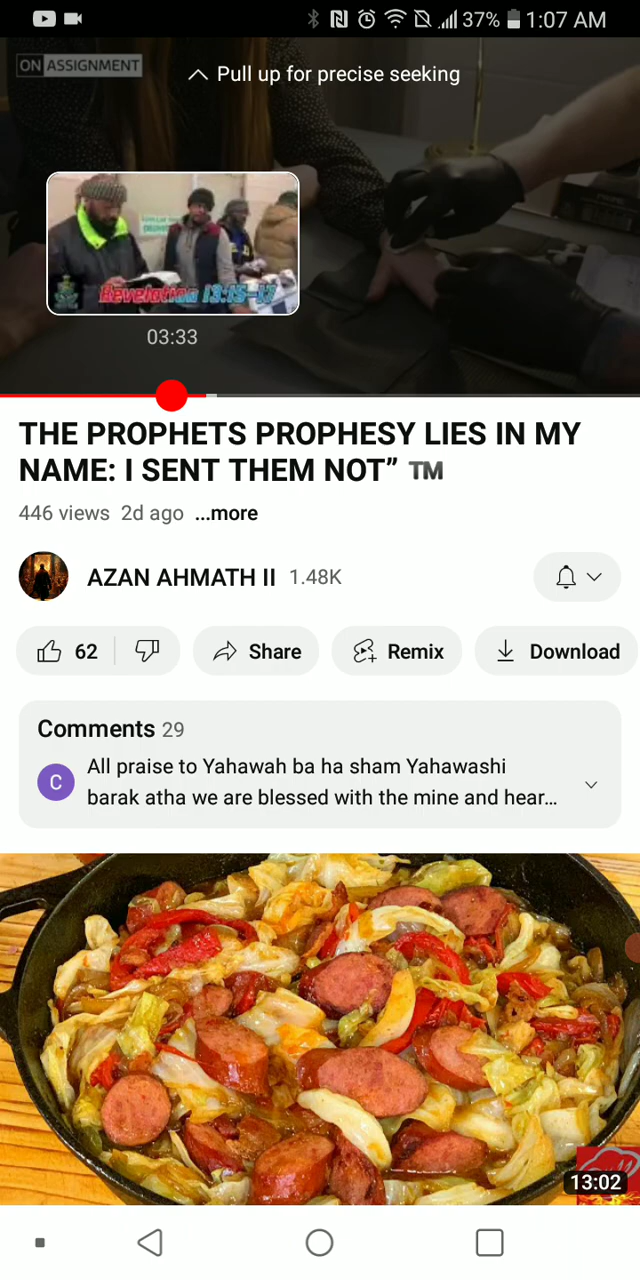 37% 1:07 AM
ON ASSIGNMENT
Pull up for precise seeking
Revelation 13:15-17
03:33
THE PROPHETS PROPHESY LIES IN MY
NAME: I SENT THEM NOT” ™️
446 views 2d ago ...more
AZAN AHMATH II 1.48K
62 Share Remix Download
Comments 29
C
All praise to Yahawah ba ha sham Yahawashi
barak atha we are blessed with the mine and hear...
13:02